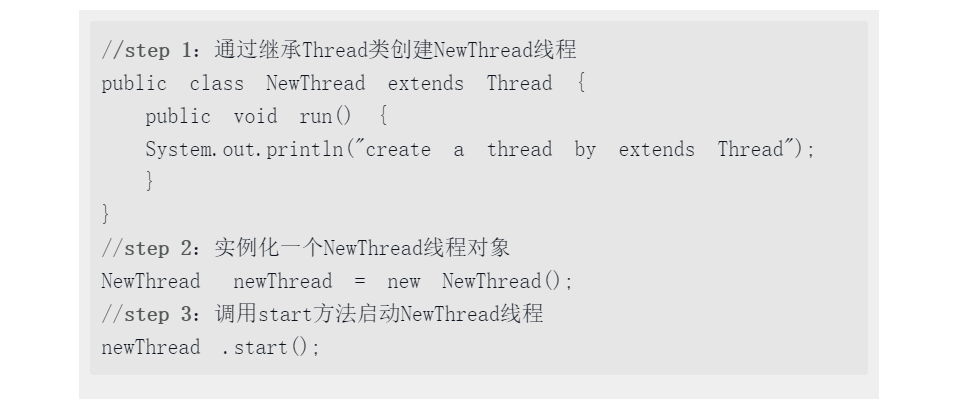 //step 1：通过继承Thread类创建NewThread线程
public class NewThread extends Thread {
    public void run() {
    System.out.println("create a thread by extends Thread");
    }
}
//step 2：实例化一个NewThread线程对象
NewThread newThread = new NewThread();
//step 3：调用start方法启动NewThread线程
newThread .start();